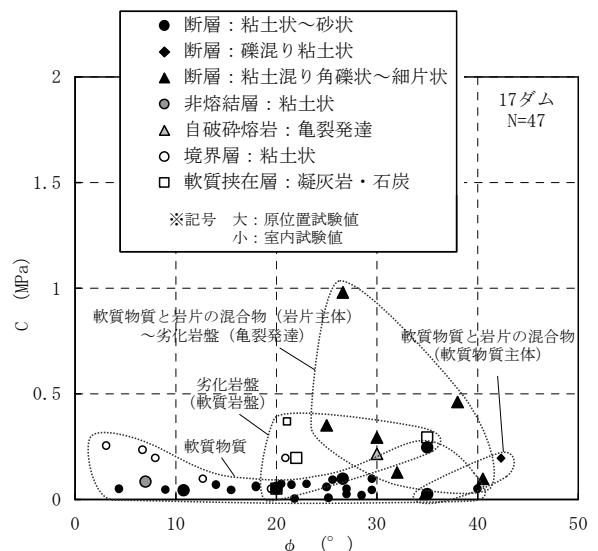 断層：粘土状～砂状
断層：礫混り粘土状
断層：粘土混り角礫状～細片状
非熔結層：粘土状
自破砕熔岩：亀裂発達
境界層：粘土状
軟質挟在層：凝灰岩・石炭
※記号 大：原位置試験値
小：室内試験値
17ダム
N=47
2
1.5
1
0.5
0
C (MPa)
軟質物質と岩片の混合物（岩片主体）
～劣化岩盤（亀裂発達）
軟質物質と岩片の混合物
（軟質物質主体）
劣化岩盤
（軟質岩盤）
軟質物質
0 10 20 30 40 50
φ (°)